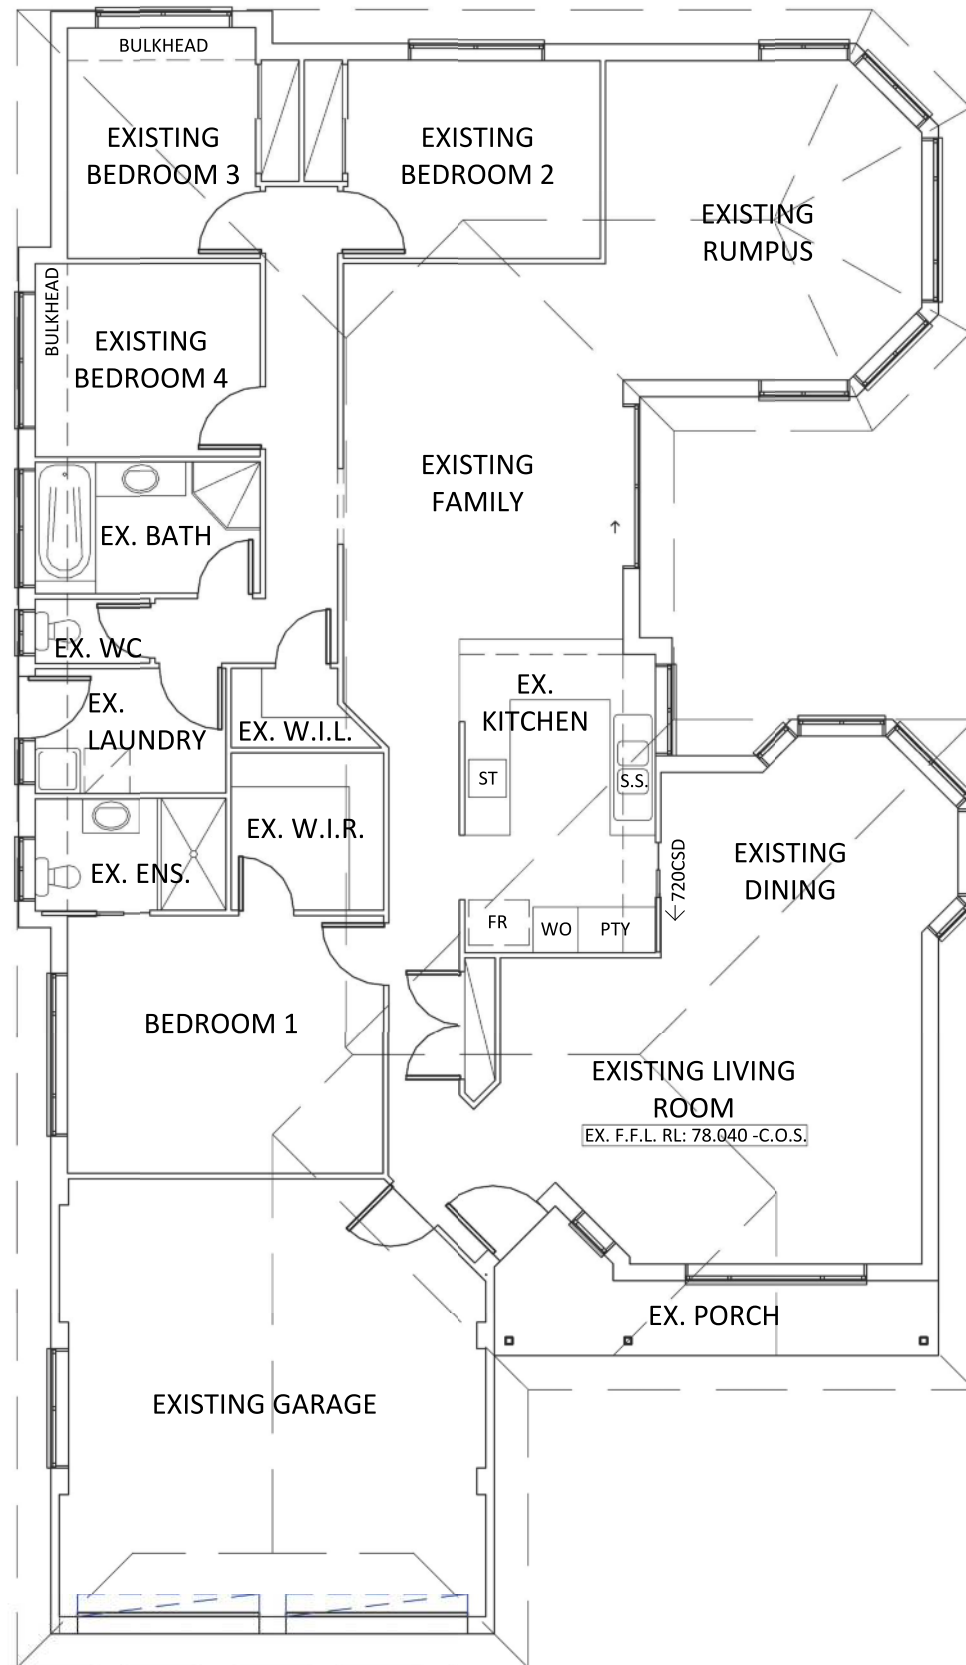 BULKHEAD
EXISTING
BEDROOM 3
EXISTING
BEDROOM 2
EXISTING
RUMPUS
BULKHEAD
EXISTING
BEDROOM 4
EXISTING
FAMILY
EX. BATH
EX. WC
EX.
LAUNDRY
EX. W.I.L.
EX.
KITCHEN
ST
S.S.
EX. W.I.R.
EX. ENS.
720CSD
EXISTING
DINING
FR
WO
PTY
BEDROOM 1
EXISTING LIVING
ROOM
EX. F.F.L. RL: 78.040 -C.O.S.
EX. PORCH
EXISTING GARAGE